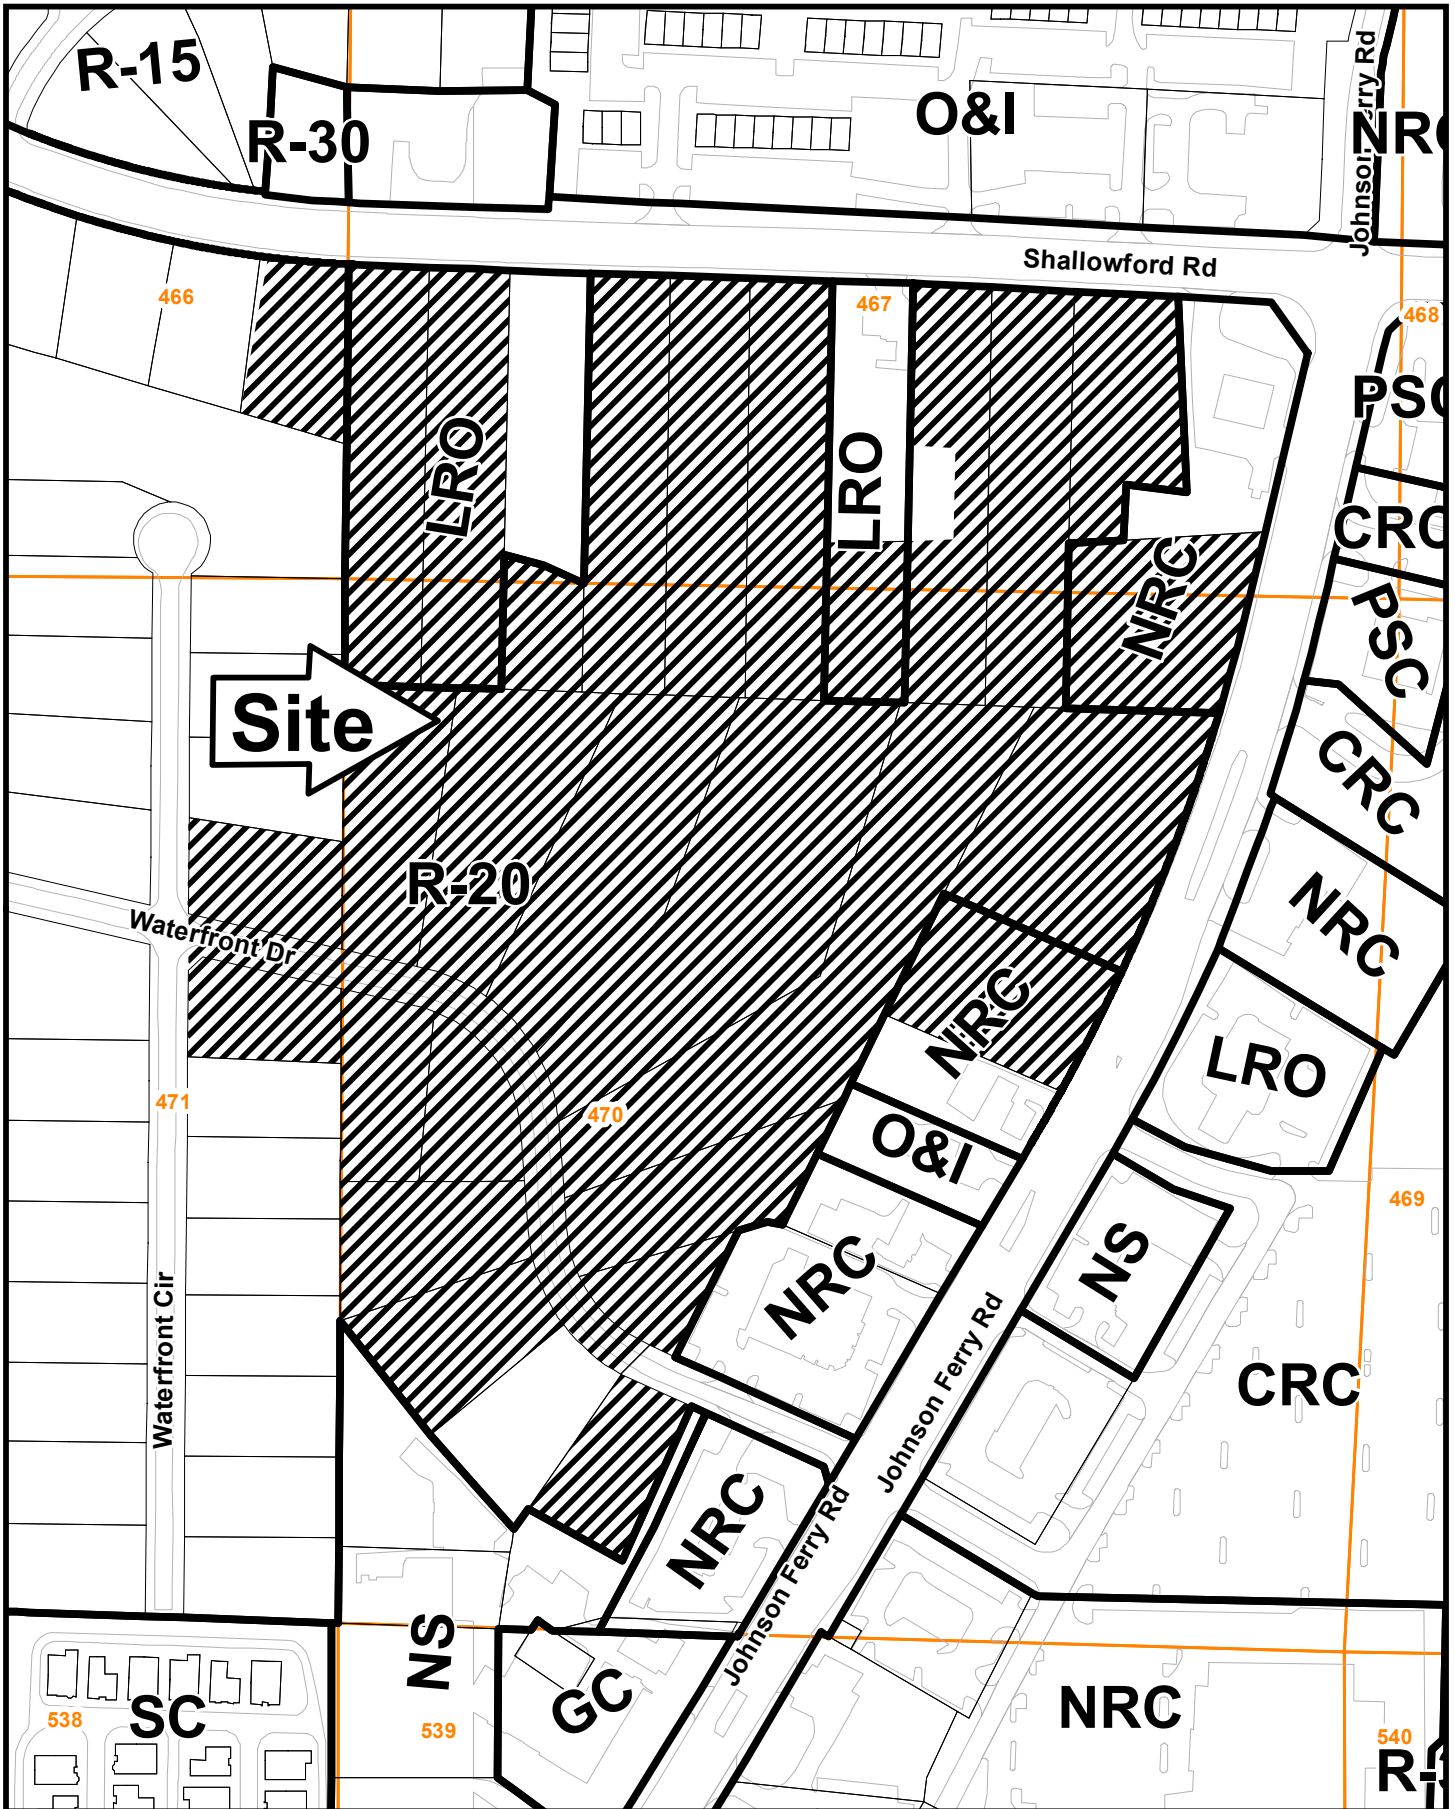 R-15
R-30
O&I
Johnson Ferry Rd
NRC
Shallowford Rd
466
467
468
PSC
LRO
LRO
CRC
NRC
PSC
Site
CRC
R-20
NRC
Waterfront Dr
NRC
LRO
471
470
O&I
469
NS
NRC
Waterfront Cir
Johnson Ferry Rd
CRC
NRC
Johnson Ferry Rd
NS
GC
SC
538
539
NRC
540
R-